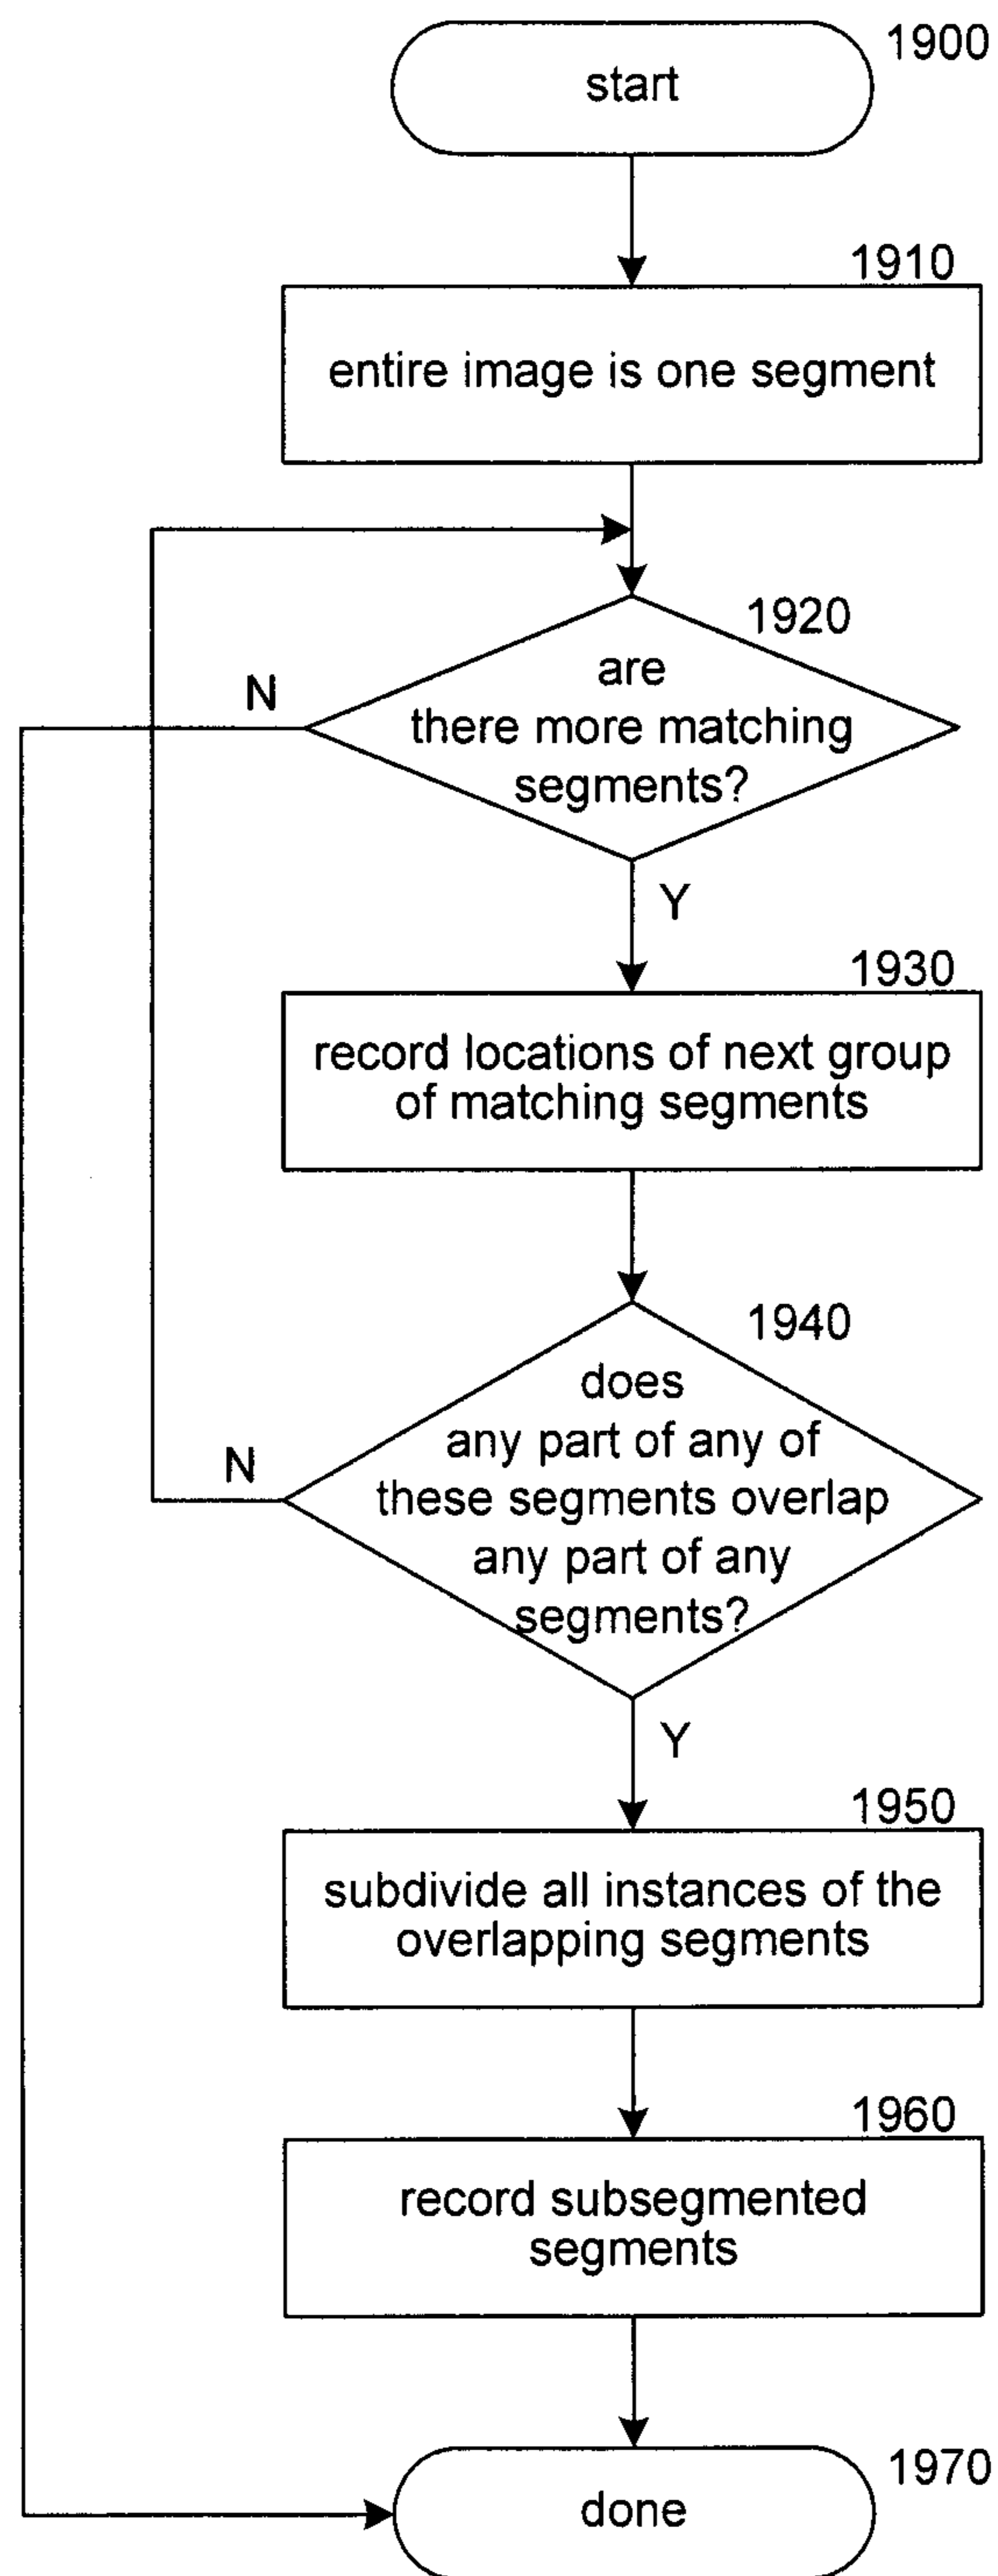 1900
start
1910
entire image is one segment
1920
are
there more matching
segments?
N
Y
1930
record locations of next group
of matching segments
1940
does
any part of any of
these segments overlap
any part of any
segments?
N
Y
1950
subdivide all instances of the
overlapping segments
1960
record subsegmented
segments
1970
done